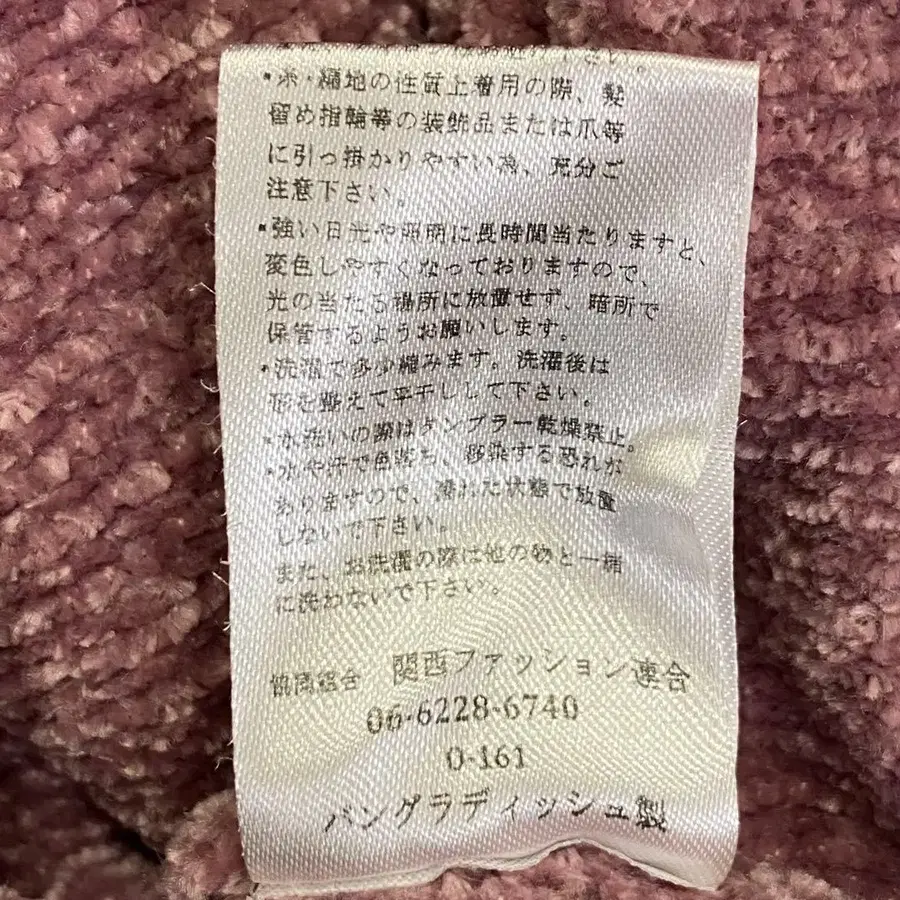 下さい。
・糸・編地の性質上着用の際、髪
留め指輪等の装飾品または爪等
に引っ掛かりやすい為、充分ご
注意下さい。
・強い日光や照明に長時間当たりますと、
変色しやすくなっておりますので、
光の当たる場所に放置せず、暗所で
保管するようお願いします。
・洗濯で多少縮みます。洗濯後は
形を整えて平干しして下さい。
・水洗いの際はタンブラー乾燥禁止。
・水や汗で色落ち、移染する恐れが
ありますので、濡れた状態で放置
しないで下さい。
また、お洗濯の際は他の物と一緒
に洗わないで下さい。
協同組合 関西ファッション連合
06-6228-6740
0-161
バングラディッシュ製